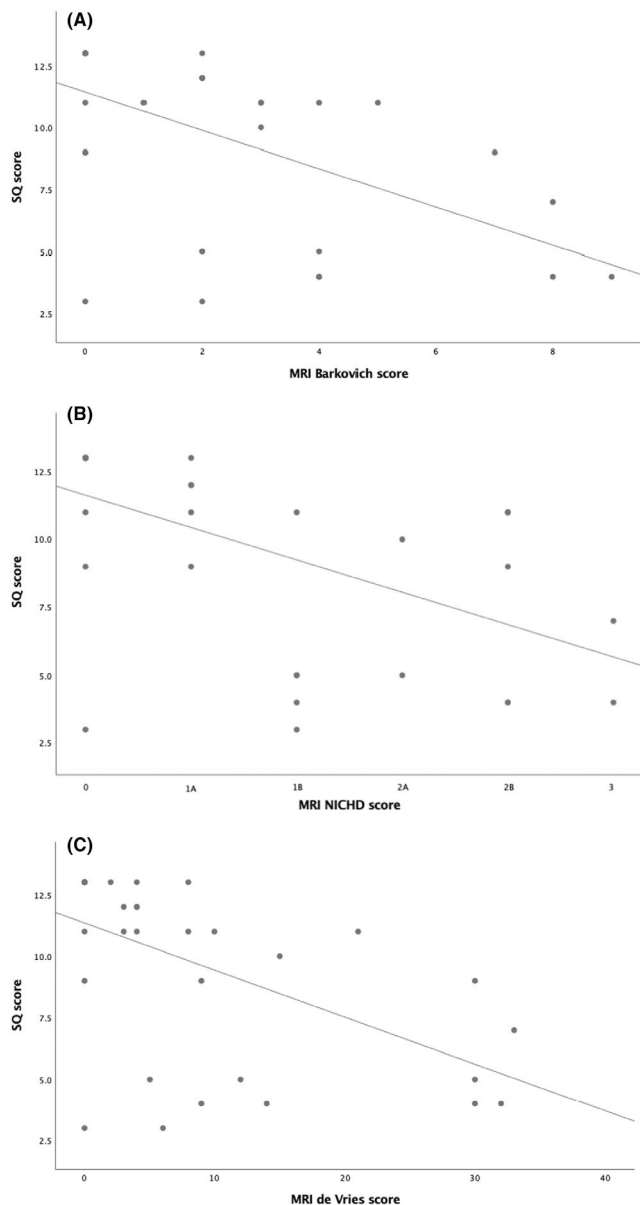 (A)
12.5
10.0
7.5
5.0
2.5
SQ score
0 2 4 6 8
MRI Barkovich score
(B)
12.5
10.0
7.5
5.0
2.5
SQ score
0 1A 1B 2A 2B 3
MRI NICHD score
(C)
12.5
10.0
7.5
5.0
2.5
SQ score
0 10 20 30 40
MRI de Vries score